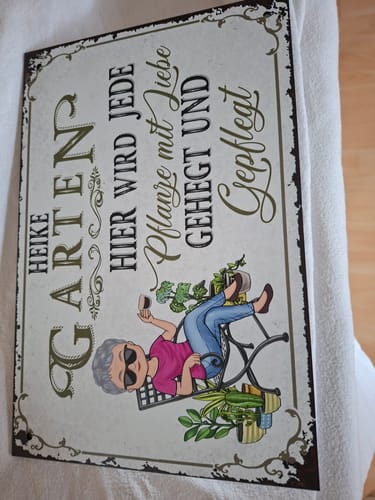 HEIKE
GARTEN
HIER WIRD JEDE
Pflanze mit Liebe
GEHEGT UND
Gepflegt